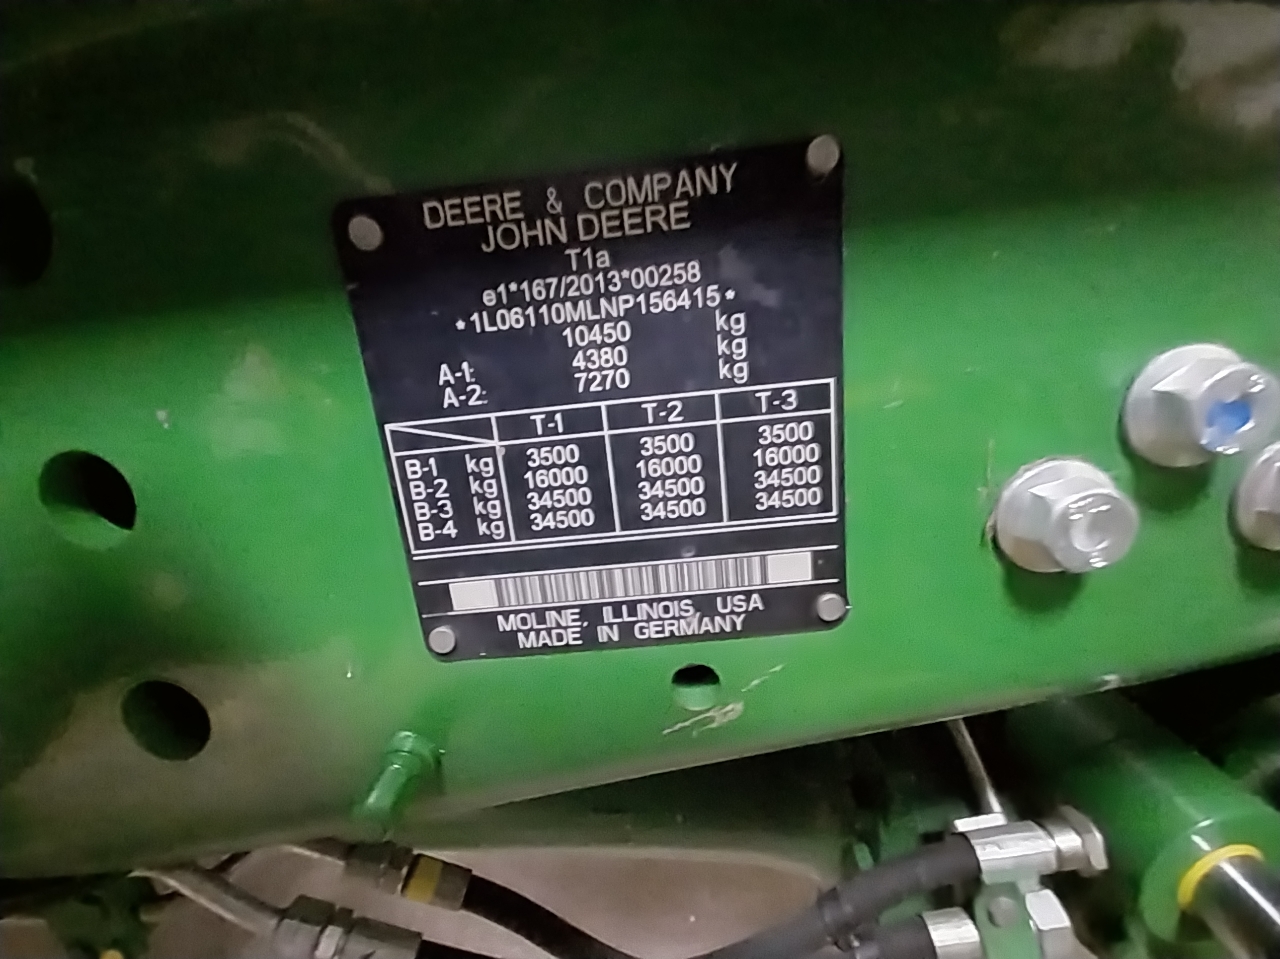 DEERE & COMPANY
JOHN DEERE
T1a
e1*167/2013*00258
*1L06110MLNP156415*
10450 kg
A-1: 4380 kg
A-2: 7270 kg
T-1 T-2 T-3
B-1 kg 3500 3500 3500
B-2 kg 16000 16000 16000
B-3 kg 34500 34500 34500
B-4 kg 34500 34500 34500
MOLINE, ILLINOIS, USA
MADE IN GERMANY